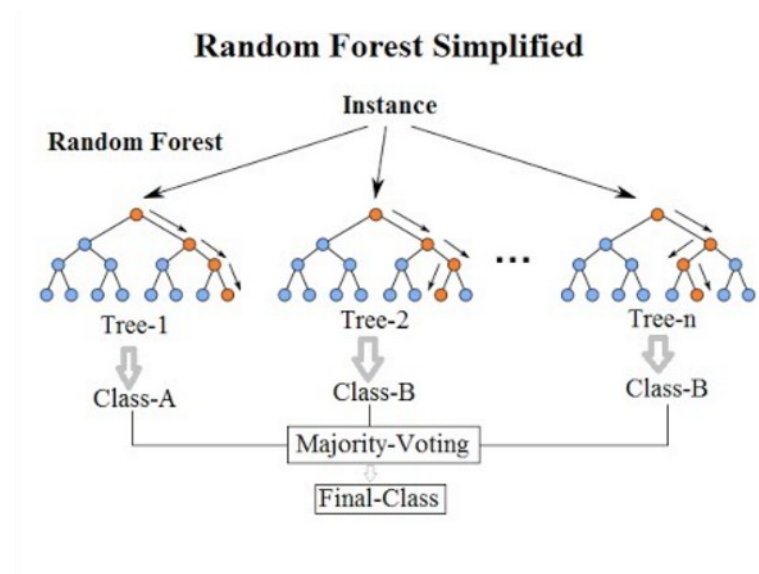 Random Forest Simplified
Instance
Random Forest
...
Tree-1
Tree-2
Tree-n
Class-A
Class-B
Class-B
Majority-Voting
Final-Class